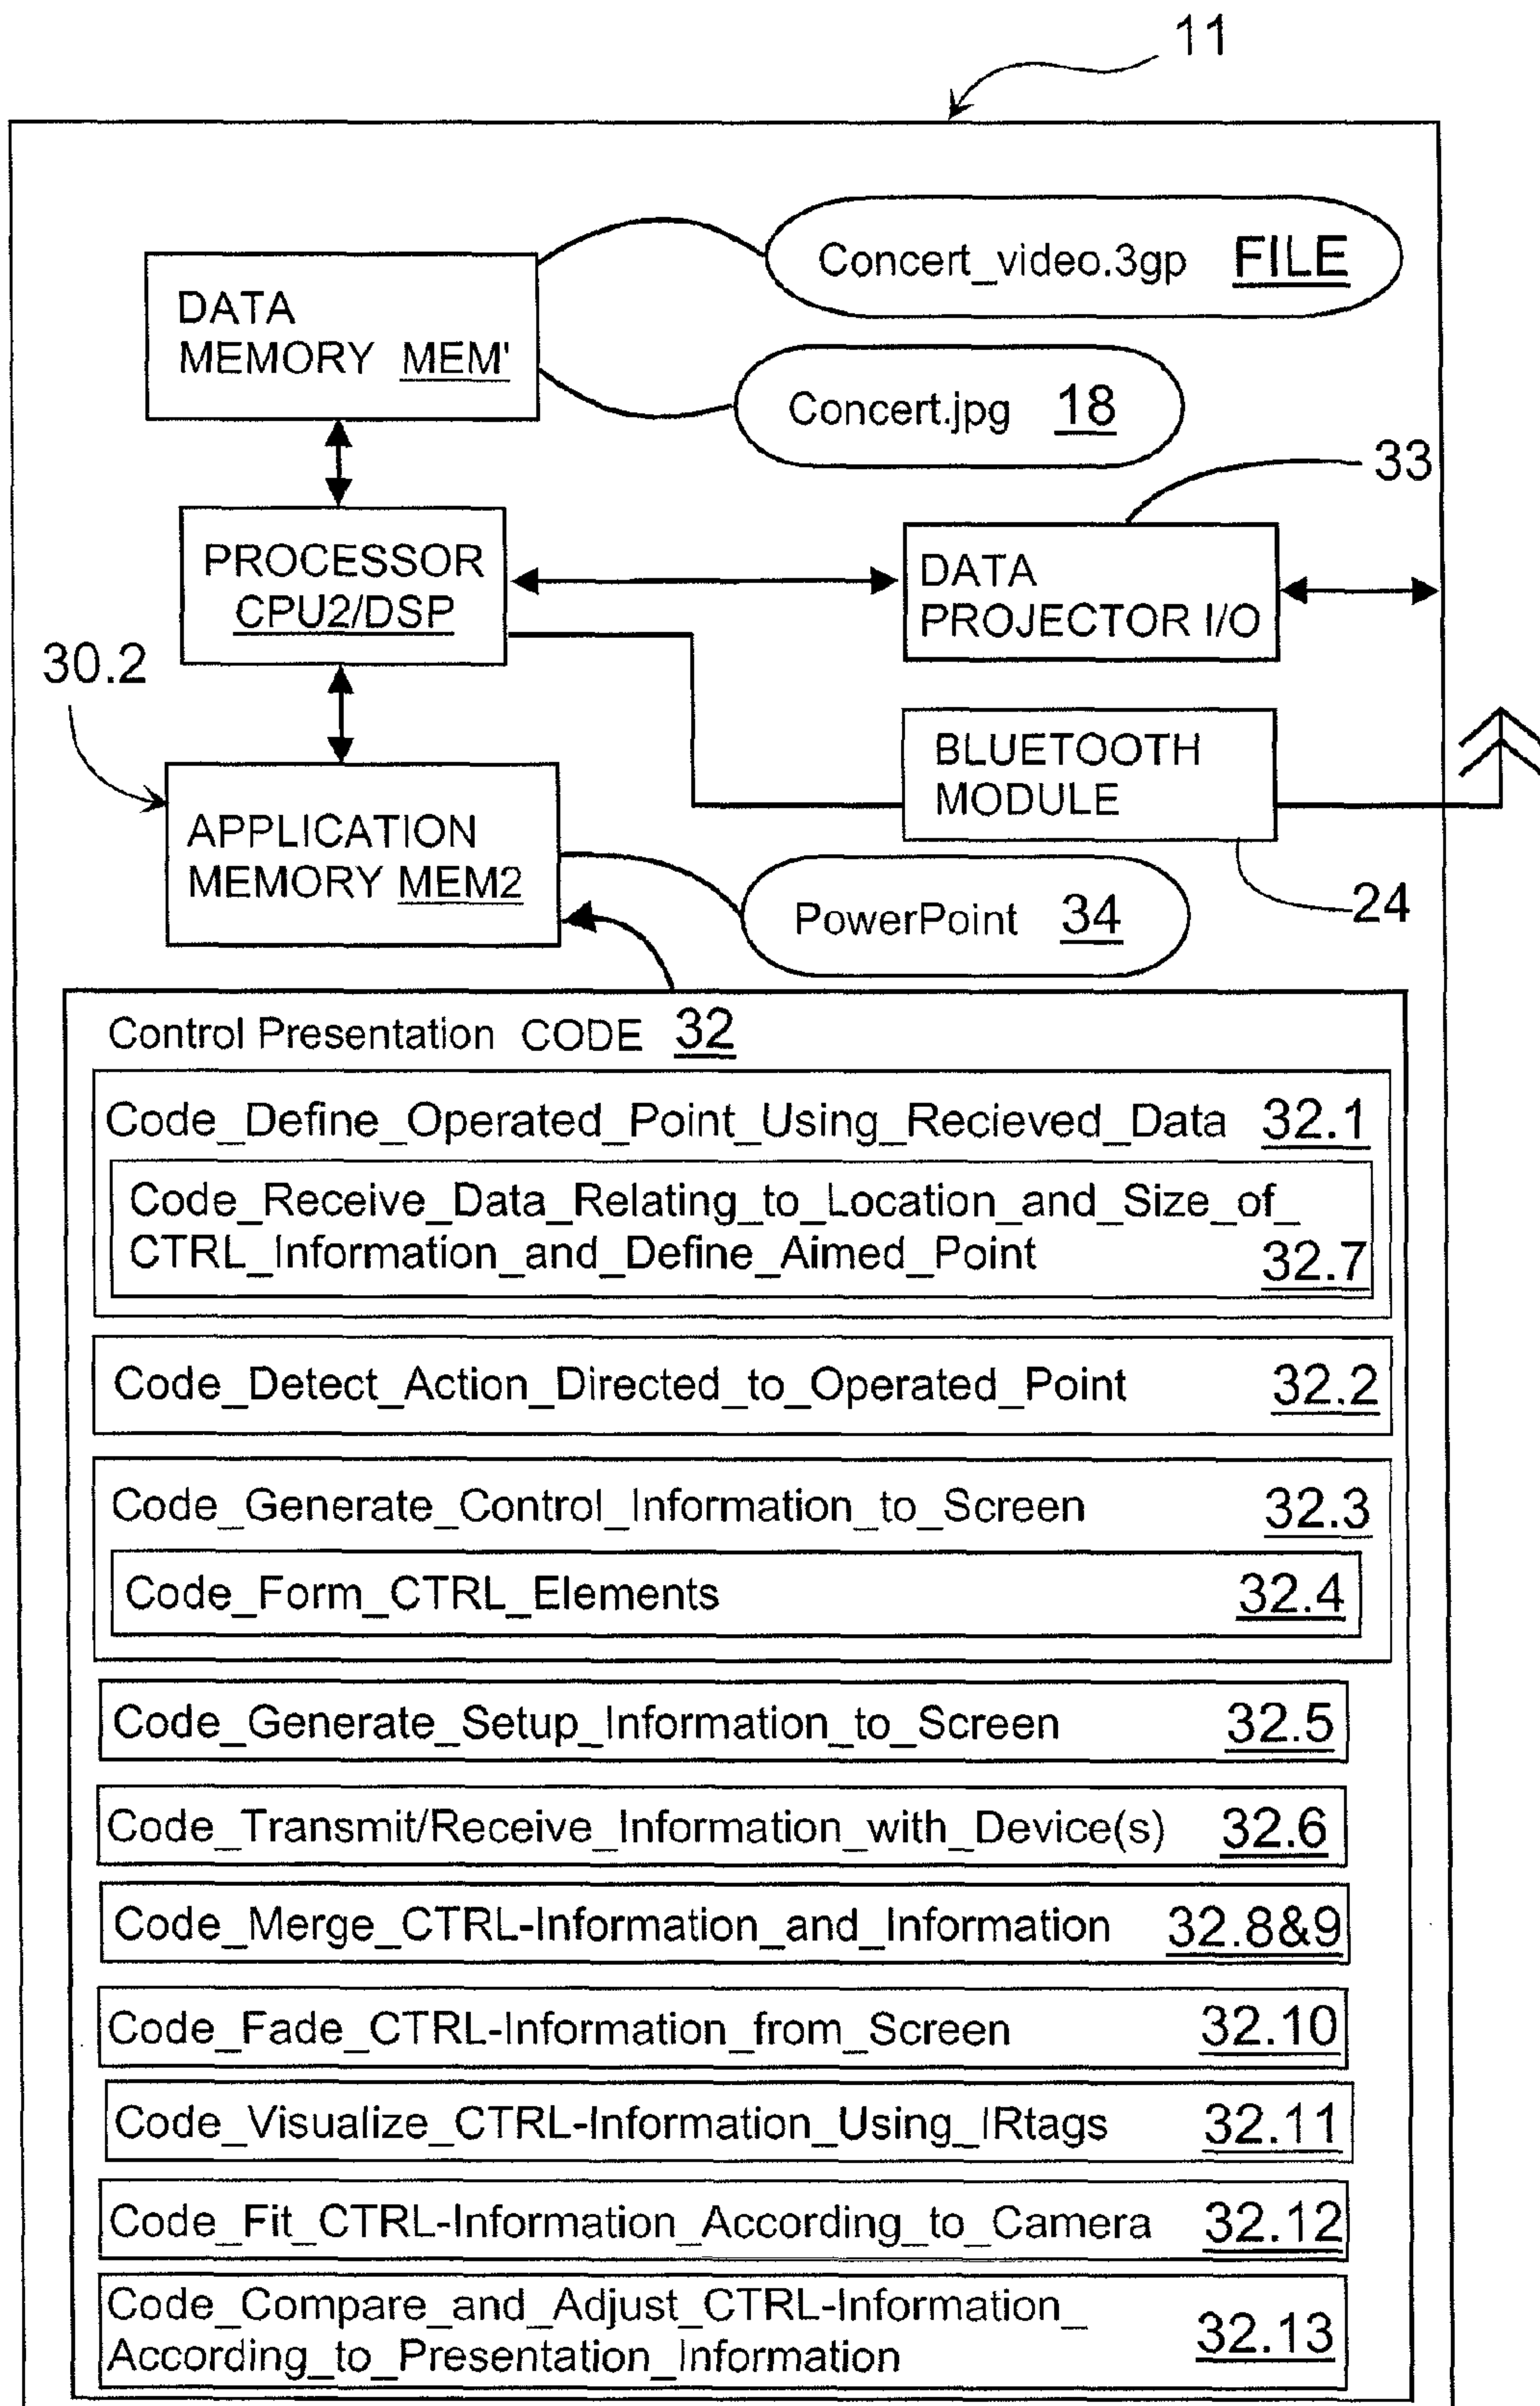 11
Concert_video.3gp FILE
DATA
MEMORY MEM'
Concert.jpg 18
33
PROCESSOR
CPU2/DSP
DATA
PROJECTOR I/O
30.2
BLUETOOTH
MODULE
APPLICATION
MEMORY MEM2
24
PowerPoint 34
Control Presentation CODE 32
Code_Define_Operated_Point_Using_Recieved_Data 32.1
Code_Receive_Data_Relating_to_Location_and_Size_of_
CTRL_Information_and_Define_Aimed_Point 32.7
Code_Detect_Action_Directed_to_Operated_Point 32.2
Code_Generate_Control_Information_to_Screen 32.3
Code_Form_CTRL_Elements 32.4
Code_Generate_Setup_Information_to_Screen 32.5
Code_Transmit/Receive_Information_with_Device(s) 32.6
Code_Merge_CTRL-Information_and_Information 32.8&9
Code_Fade_CTRL-Information_from_Screen 32.10
Code_Visualize_CTRL-Information_Using_IRtags 32.11
Code_Fit_CTRL-Information_According_to_Camera 32.12
Code_Compare_and_Adjust_CTRL-Information_
According_to_Presentation_Information 32.13